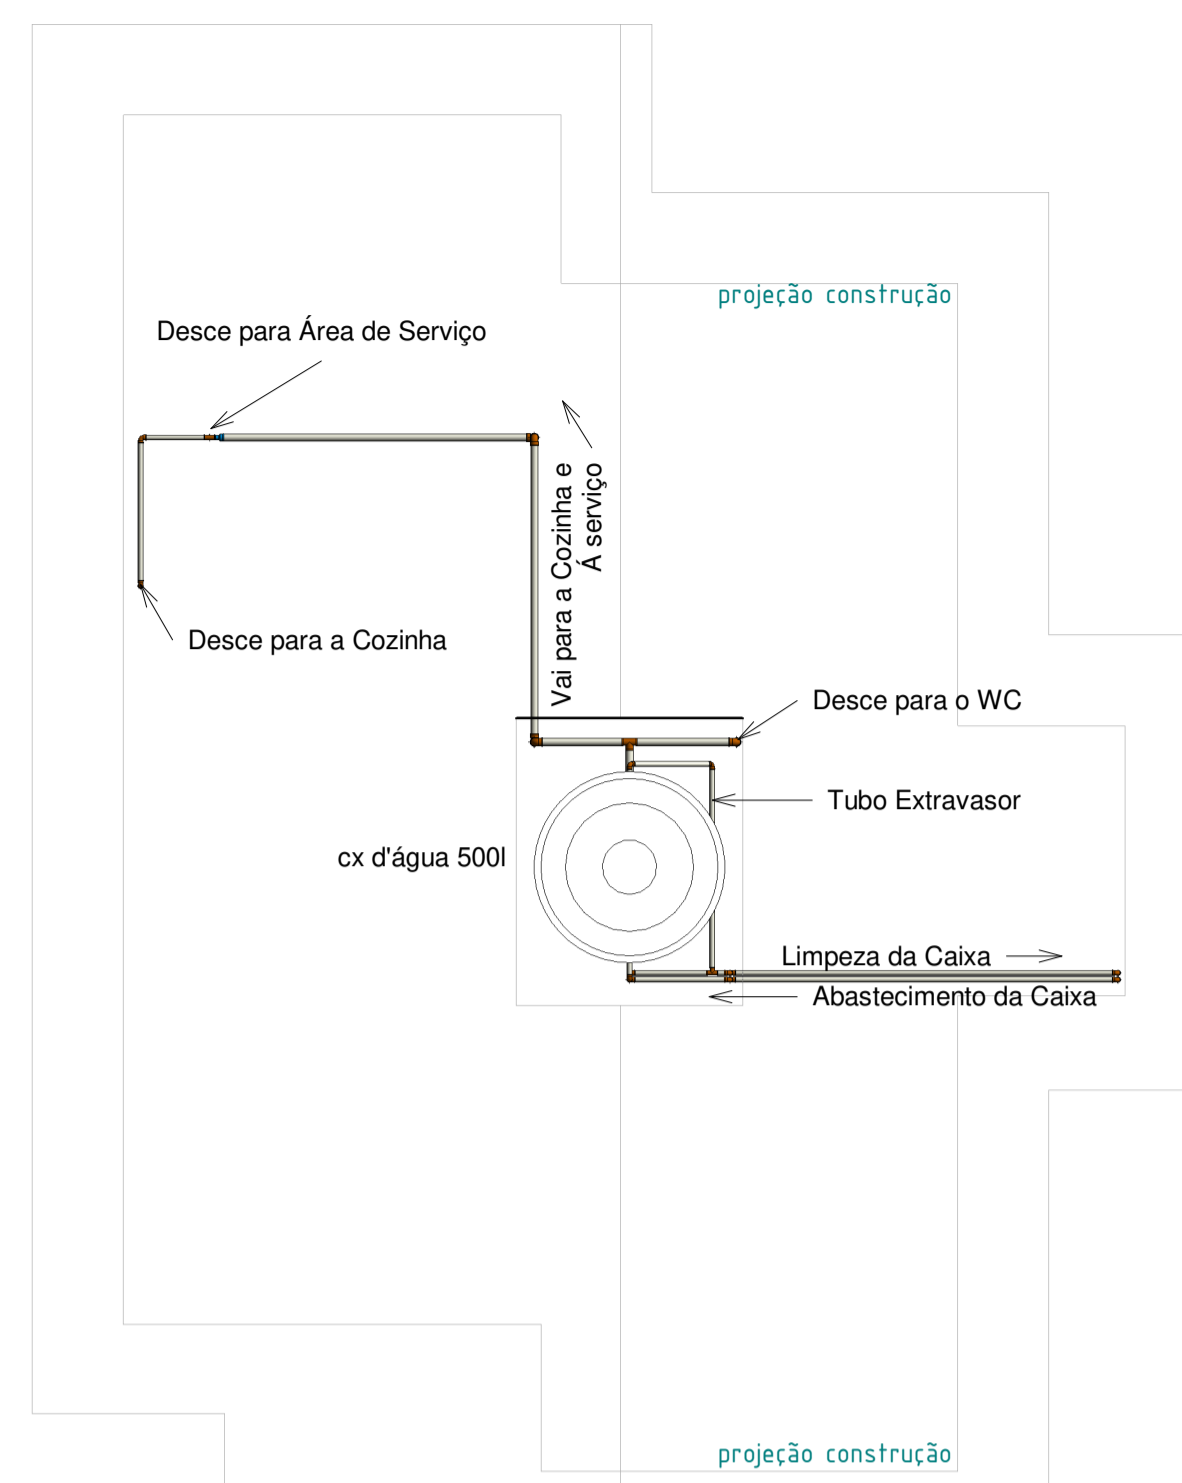 projeção construção
Desce para Área de Serviço
Vai para a Cozinha e
Á serviço
Desce para a Cozinha
Desce para o WC
Tubo Extravasor
cx d'água 500l
Limpeza da Caixa
Abastecimento da Caixa
projeção construção